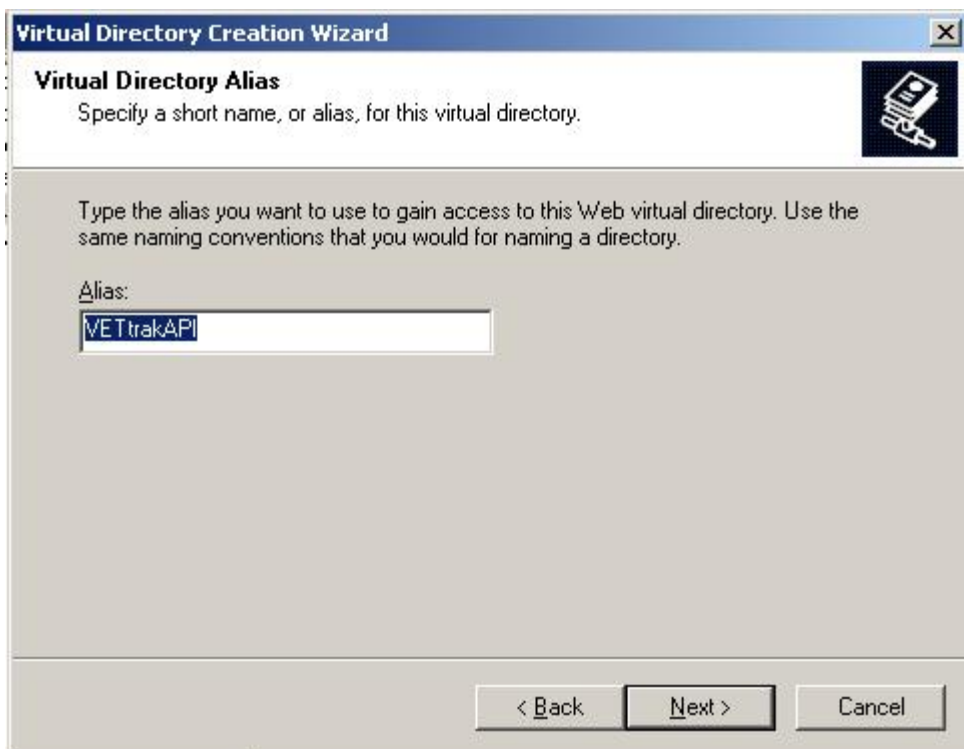 Virtual Directory Creation Wizard
Virtual Directory Alias
Specify a short name, or alias, for this virtual directory.
Type the alias you want to use to gain access to this Web virtual directory. Use the
same naming conventions that you would for naming a directory.
Alias:
VETtrakAPI
< Back Next > Cancel